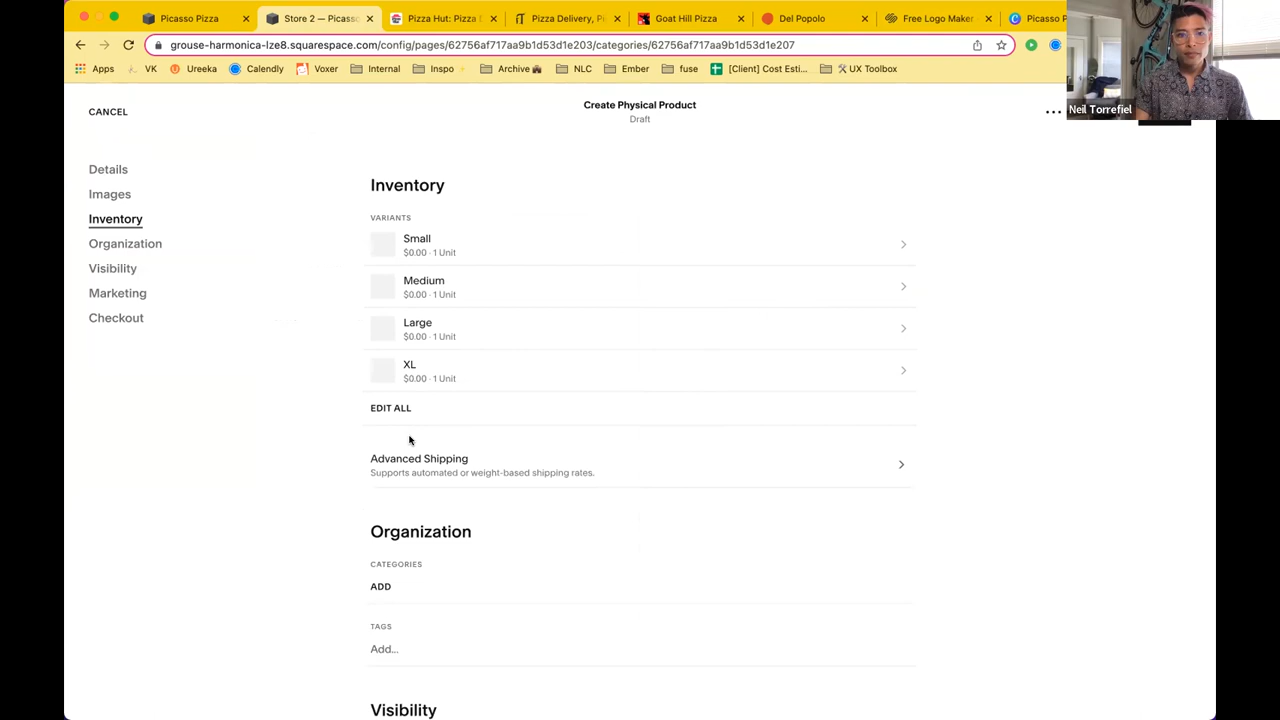 Picasso Pizza
Store 2 — Picasso
Pizza Hut: Pizza D
Pizza Delivery, Pi
Goat Hill Pizza
Del Popolo
Free Logo Maker
Picasso P
grouse-harmonica-lze8.squarespace.com/config/pages/62756af717aa9b1d53d1e203/categories/62756af717aa9b1d53d1e207
Apps
VK
Ureeka
Calendly
Voxer
Internal
Inspo
Archive
NLC
Ember
fuse
[Client] Cost Esti...
UX Toolbox
Neil Torrefiel
CANCEL
Create Physical Product
Draft
Details
Images
Inventory
Organization
Visibility
Marketing
Checkout
Inventory
VARIANTS
Small
$0.00 · 1 Unit
Medium
$0.00 · 1 Unit
Large
$0.00 · 1 Unit
XL
$0.00 · 1 Unit
EDIT ALL
Advanced Shipping
Supports automated or weight-based shipping rates.
Organization
CATEGORIES
ADD
TAGS
Add...
Visibility